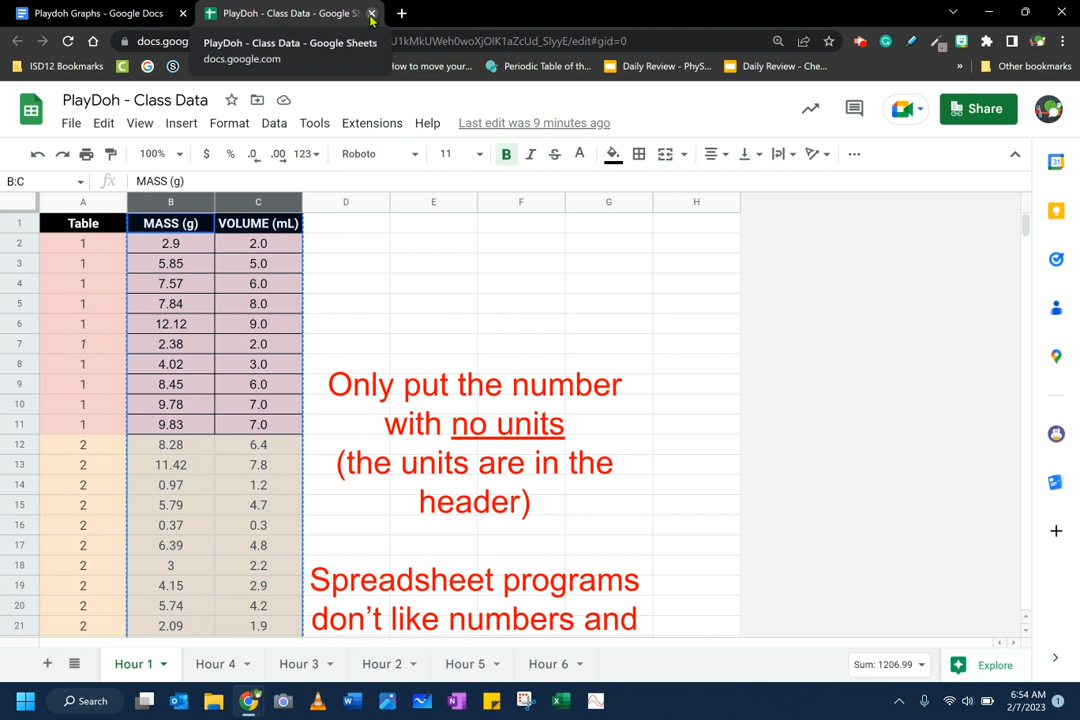 Playdoh Graphs - Google Docs
PlayDoh - Class Data - Google S
docs.goog
PlayDoh - Class Data - Google Sheets
docs.google.com
/edit#gid=0
ISD12 Bookmarks
How to move your...
Periodic Table of th...
Daily Review - PhyS...
Daily Review - Che...
»
Other bookmarks
PlayDoh - Class Data
File Edit View Insert Format Data Tools Extensions Help Last edit was 9 minutes ago
Share
100% $ % .0 .00 123 Roboto 11 B I S A
B:C fx MASS (g)
A B C D E F G H
1 Table MASS (g) VOLUME (mL)
2 1 2.9 2.0
3 1 5.85 5.0
4 1 7.57 6.0
5 1 7.84 8.0
6 1 12.12 9.0
7 1 2.38 2.0
8 1 4.02 3.0
9 1 8.45 6.0
10 1 9.78 7.0
11 1 9.83 7.0
12 2 8.28 6.4
13 2 11.42 7.8
14 2 0.97 1.2
15 2 5.79 4.7
16 2 0.37 0.3
17 2 6.39 4.8
18 2 3 2.2
19 2 4.15 2.9
20 2 5.74 4.2
21 2 2.09 1.9
Only put the number
with no units
(the units are in the
header)
Spreadsheet programs
don't like numbers and
Hour 1 Hour 4 Hour 3 Hour 2 Hour 5 Hour 6 Sum: 1206.99 Explore
Search
6:54 AM
2/7/2023